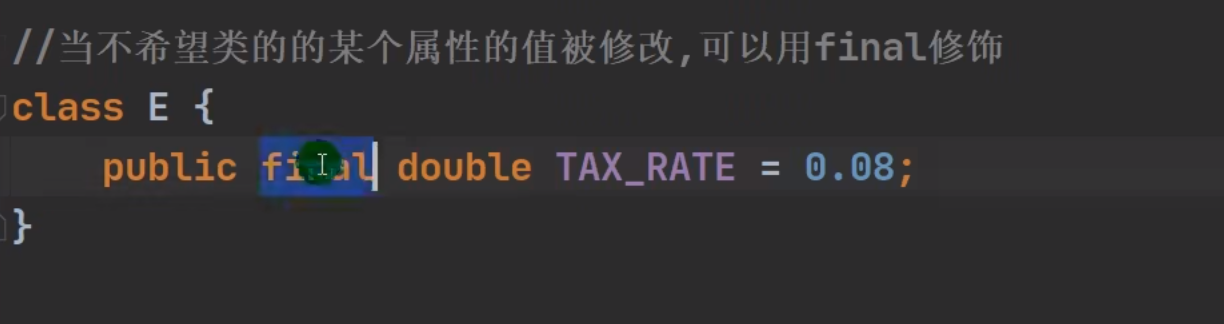 //当不希望类的的某个属性的值被修改,可以用final修饰
class E {
    public final double TAX_RATE = 0.08;
}